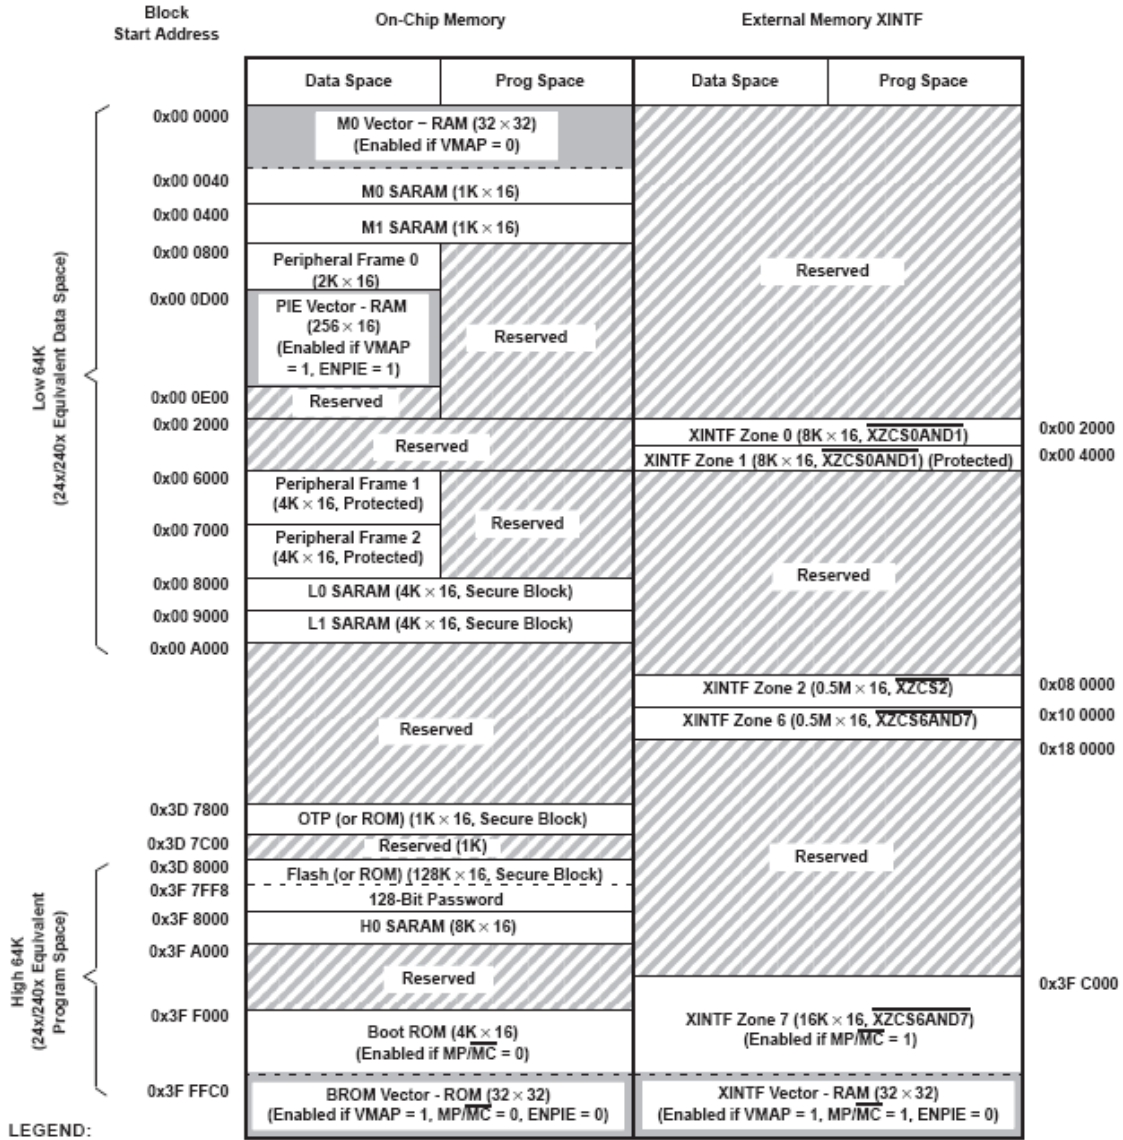 Block
Start Address
On-Chip Memory
External Memory XINTF
Data Space
Prog Space
Data Space
Prog Space
0x00 0000
M0 Vector – RAM (32 × 32)
(Enabled if VMAP = 0)
0x00 0040
M0 SARAM (1K × 16)
0x00 0400
M1 SARAM (1K × 16)
0x00 0800
Peripheral Frame 0
(2K × 16)
0x00 0D00
PIE Vector - RAM
(256 × 16)
(Enabled if VMAP
= 1, ENPIE = 1)
Reserved
Reserved
0x00 0E00
Reserved
0x00 2000
Reserved
XINTF Zone 0 (8K × 16, XZCS0AND1)
0x00 2000
XINTF Zone 1 (8K × 16, XZCS0AND1) (Protected)
0x00 4000
Low 64K
(24x/240x Equivalent Data Space)
0x00 6000
Peripheral Frame 1
(4K × 16, Protected)
Reserved
0x00 7000
Peripheral Frame 2
(4K × 16, Protected)
Reserved
0x00 8000
L0 SARAM (4K × 16, Secure Block)
0x00 9000
L1 SARAM (4K × 16, Secure Block)
0x00 A000
Reserved
XINTF Zone 2 (0.5M × 16, XZCS2)
0x08 0000
XINTF Zone 6 (0.5M × 16, XZCS6AND7)
0x10 0000
0x18 0000
0x3D 7800
OTP (or ROM) (1K × 16, Secure Block)
0x3D 7C00
Reserved (1K)
Reserved
0x3D 8000
Flash (or ROM) (128K × 16, Secure Block)
0x3F 7FF8
128-Bit Password
0x3F 8000
H0 SARAM (8K × 16)
0x3F A000
Reserved
High 64K
(24x/240x Equivalent
Program Space)
0x3F C000
0x3F F000
Boot ROM (4K × 16)
(Enabled if MP/MC = 0)
XINTF Zone 7 (16K × 16, XZCS6AND7)
(Enabled if MP/MC = 1)
0x3F FFC0
BROM Vector - ROM (32 × 32)
(Enabled if VMAP = 1, MP/MC = 0, ENPIE = 0)
XINTF Vector - RAM (32 × 32)
(Enabled if VMAP = 1, MP/MC = 1, ENPIE = 0)
LEGEND: